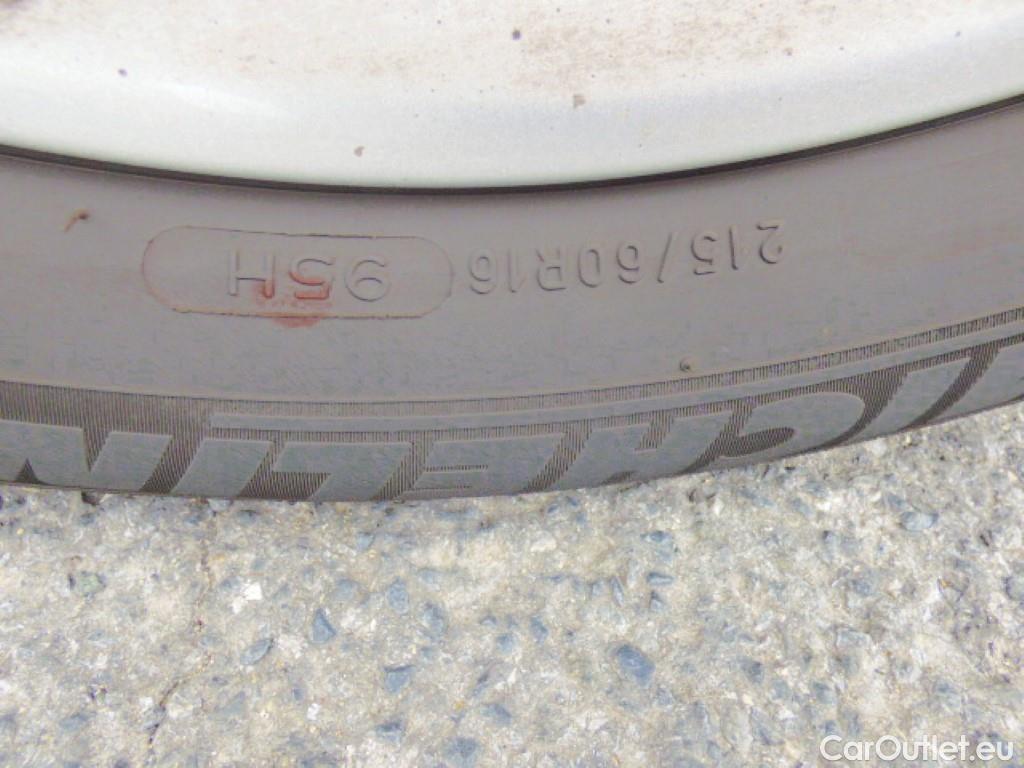 215/60R16 95H
MICHELIN
CarOutlet.eu